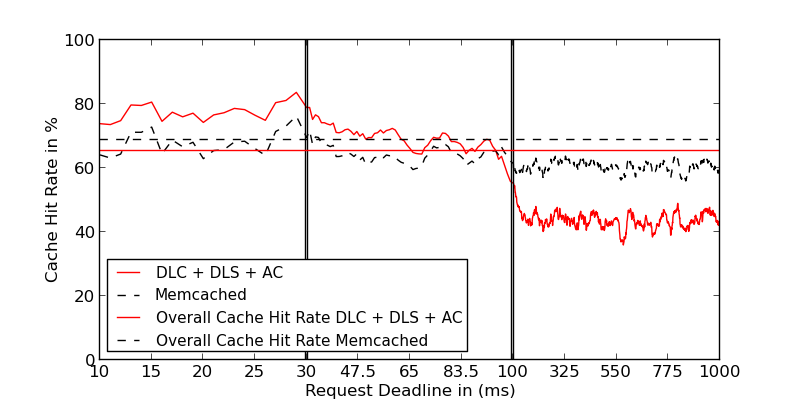 100
80
60
40
20
0
Cache Hit Rate in %
DLC + DLS + AC
Memcached
Overall Cache Hit Rate DLC + DLS + AC
Overall Cache Hit Rate Memcached
10 15 20 25 30 47.5 65 83.5 100 325 550 775 1000
Request Deadline in (ms)